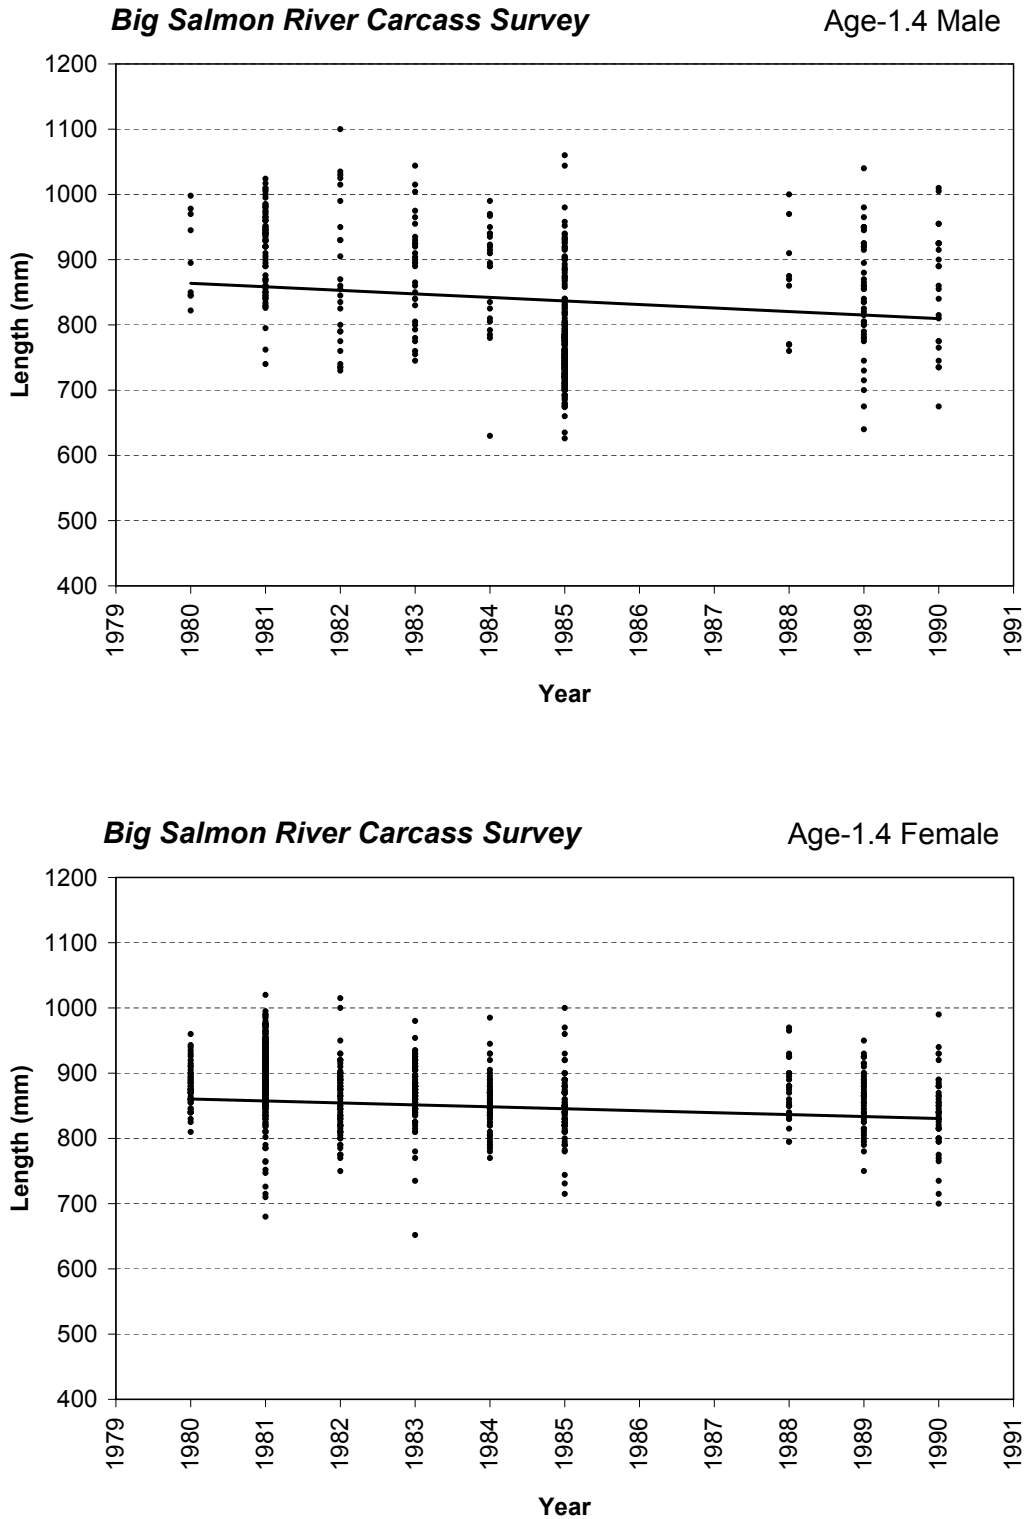 Big Salmon River Carcass Survey Age-1.4 Male
1200
1100
1000
900
800
700
600
500
400
Length (mm)
1979 1980 1981 1982 1983 1984 1985 1986 1987 1988 1989 1990 1991
Year
Big Salmon River Carcass Survey Age-1.4 Female
1200
1100
1000
900
800
700
600
500
400
Length (mm)
1979 1980 1981 1982 1983 1984 1985 1986 1987 1988 1989 1990 1991
Year